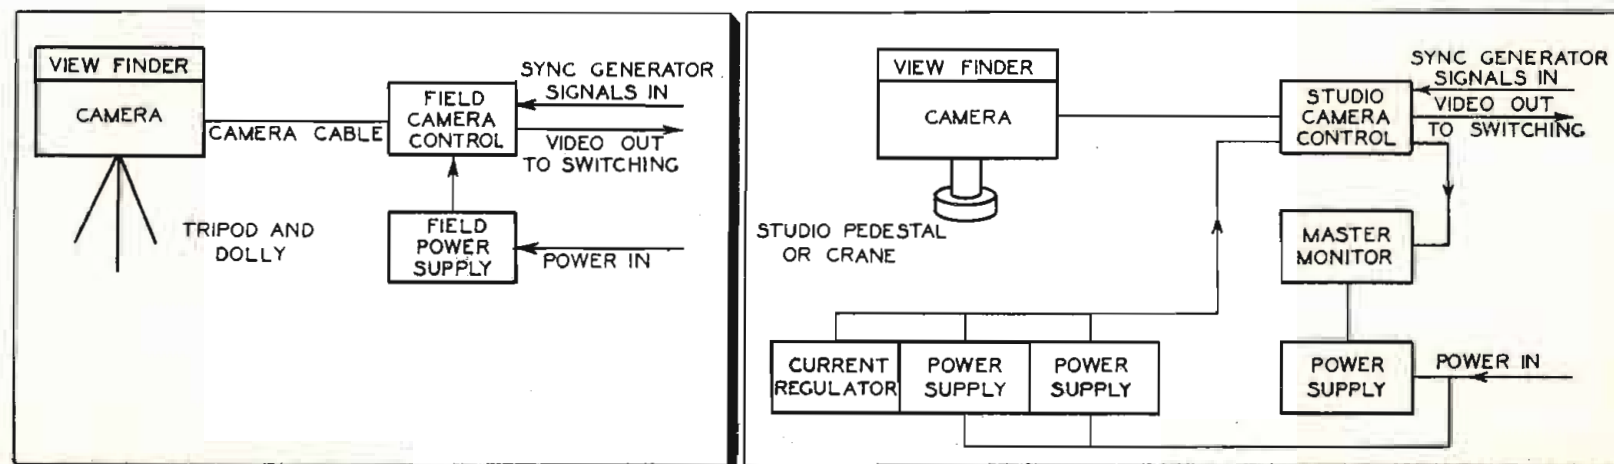 VIEW FINDER
CAMERA
CAMERA CABLE
FIELD
CAMERA
CONTROL
SYNC GENERATOR
SIGNALS IN
VIDEO OUT
TO SWITCHING
TRIPOD AND
DOLLY
FIELD
POWER
SUPPLY
POWER IN
VIEW FINDER
CAMERA
STUDIO PEDESTAL
OR CRANE
STUDIO
CAMERA
CONTROL
SYNC GENERATOR
SIGNALS IN
VIDEO OUT
TO SWITCHING
MASTER
MONITOR
CURRENT
REGULATOR
POWER
SUPPLY
POWER
SUPPLY
POWER
SUPPLY
POWER IN